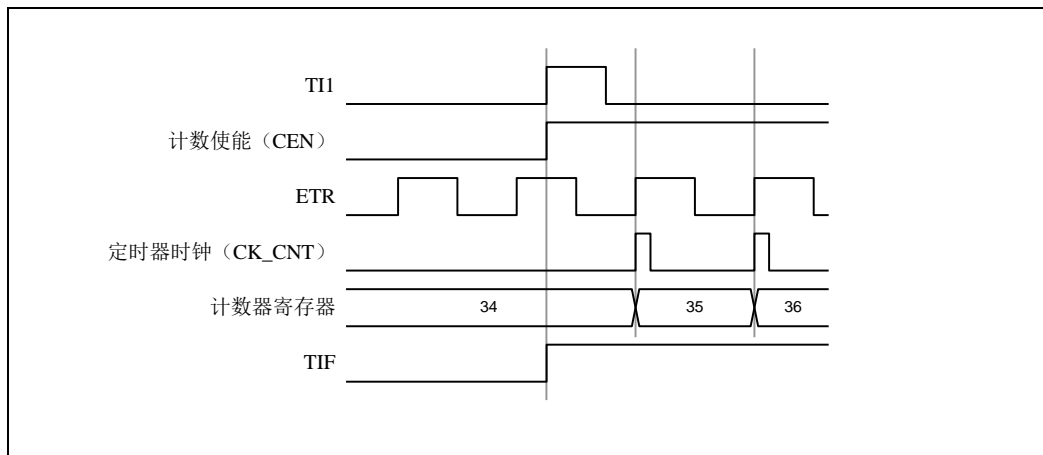 TI1
计数使能（CEN）
ETR
定时器时钟（CK_CNT）
计数器寄存器 34 35 36
TIF